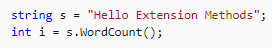 string s = "Hello Extension Methods";
int i = s.WordCount();